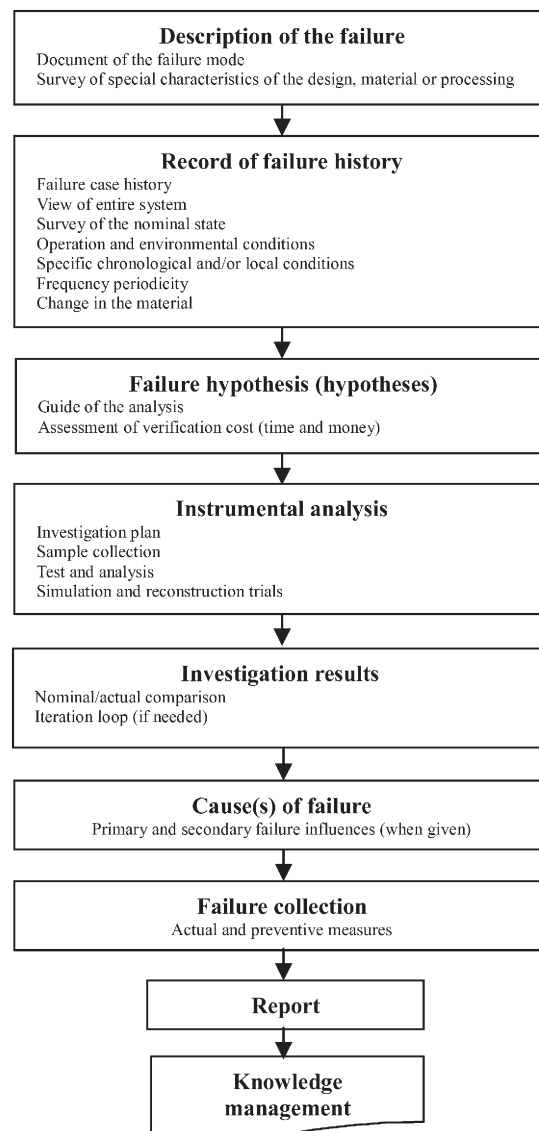 Description of the failure
Document of the failure mode
Survey of special characteristics of the design, material or processing
Record of failure history
Failure case history
View of entire system
Survey of the nominal state
Operation and environmental conditions
Specific chronological and/or local conditions
Frequency periodicity
Change in the material
Failure hypothesis (hypotheses)
Guide of the analysis
Assessment of verification cost (time and money)
Instrumental analysis
Investigation plan
Sample collection
Test and analysis
Simulation and reconstruction trials
Investigation results
Nominal/actual comparison
Iteration loop (if needed)
Cause(s) of failure
Primary and secondary failure influences (when given)
Failure collection
Actual and preventive measures
Report
Knowledge
management